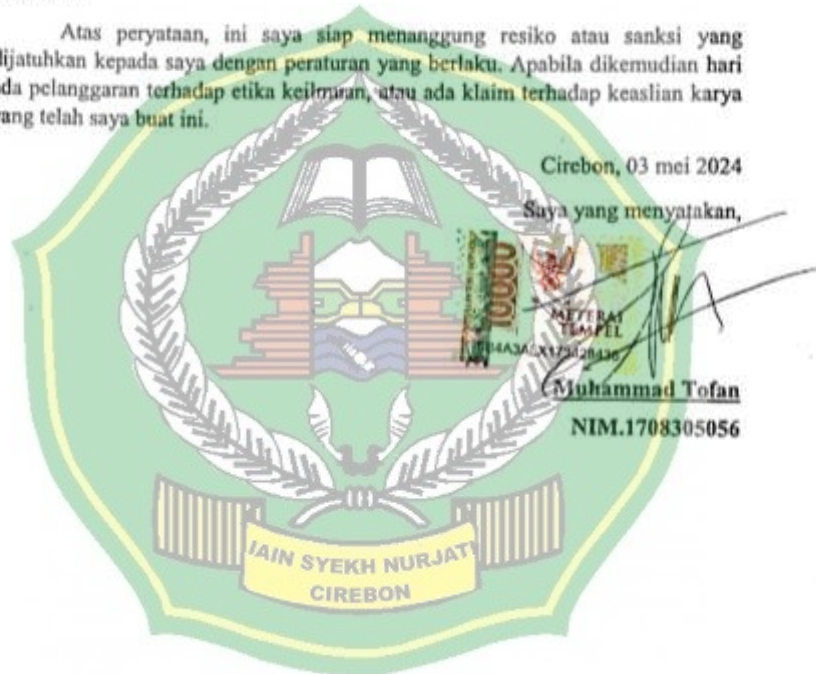 Atas peryataan, ini saya siap menanggung resiko atau sanksi yang
dijatuhkan kepada saya dengan peraturan yang berlaku. Apabila dikemudian hari
da pelanggaran terhadap etika keilmuan, atau ada klaim terhadap keaslian karya
ang telah saya buat ini.
Cirebon, 03 mei 2024
Saya yang menyatakan,
10000
METERAI
TEMPEL
Muhammad Tofan
NIM.1708305056
IAIN SYEKH NURJATI
CIREBON